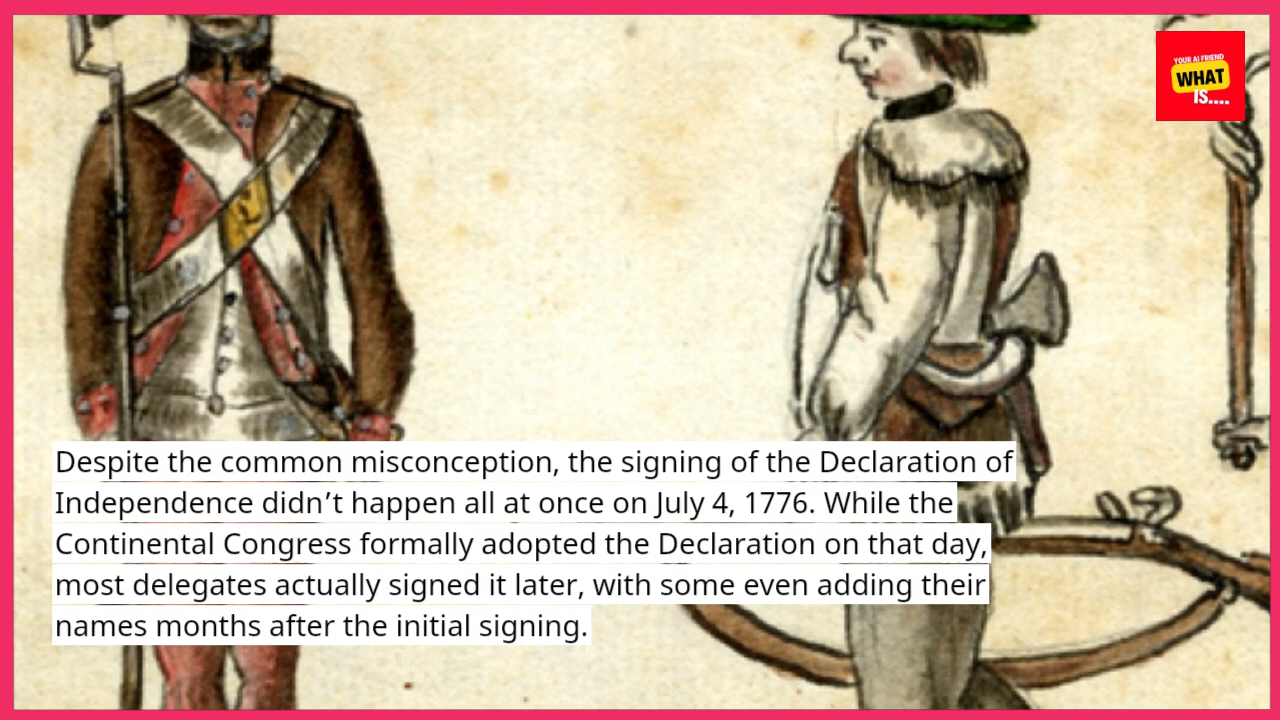 YOUR AI FRIEND
WHAT
IS....
Despite the common misconception, the signing of the Declaration of
Independence didn’t happen all at once on July 4, 1776. While the
Continental Congress formally adopted the Declaration on that day,
most delegates actually signed it later, with some even adding their
names months after the initial signing.